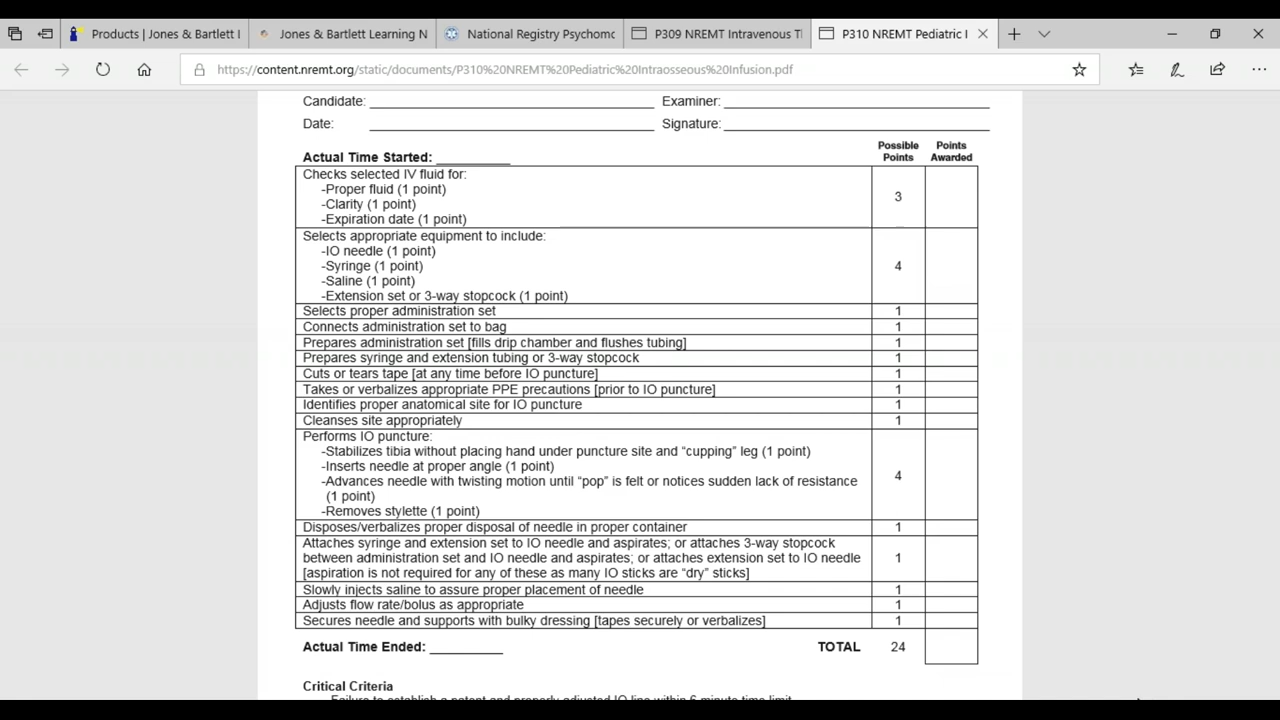 Products | Jones & Bartlett
Jones & Bartlett Learning N
National Registry Psychomo
P309 NREMT Intravenous T
P310 NREMT Pediatric I
https://content.nremt.org/static/documents/P310%20NREMT%20Pediatric%20Intraosseous%20Infusion.pdf
Candidate: Examiner:
Date: Signature:
Actual Time Started: Possible Points Points Awarded
Checks selected IV fluid for:
-Proper fluid (1 point)
-Clarity (1 point)
-Expiration date (1 point)
3
Selects appropriate equipment to include:
-IO needle (1 point)
-Syringe (1 point)
-Saline (1 point)
-Extension set or 3-way stopcock (1 point)
4
Selects proper administration set 1
Connects administration set to bag 1
Prepares administration set [fills drip chamber and flushes tubing] 1
Prepares syringe and extension tubing or 3-way stopcock 1
Cuts or tears tape [at any time before IO puncture] 1
Takes or verbalizes appropriate PPE precautions [prior to IO puncture] 1
Identifies proper anatomical site for IO puncture 1
Cleanses site appropriately 1
Performs IO puncture:
-Stabilizes tibia without placing hand under puncture site and “cupping” leg (1 point)
-Inserts needle at proper angle (1 point)
-Advances needle with twisting motion until “pop” is felt or notices sudden lack of resistance
(1 point)
-Removes stylette (1 point)
4
Disposes/verbalizes proper disposal of needle in proper container 1
Attaches syringe and extension set to IO needle and aspirates; or attaches 3-way stopcock
between administration set and IO needle and aspirates; or attaches extension set to IO needle
[aspiration is not required for any of these as many IO sticks are “dry” sticks]
1
Slowly injects saline to assure proper placement of needle 1
Adjusts flow rate/bolus as appropriate 1
Secures needle and supports with bulky dressing [tapes securely or verbalizes] 1
Actual Time Ended: TOTAL 24
Critical Criteria
Failure to establish a patent and properly adjusted IO line within 6 minute time limit